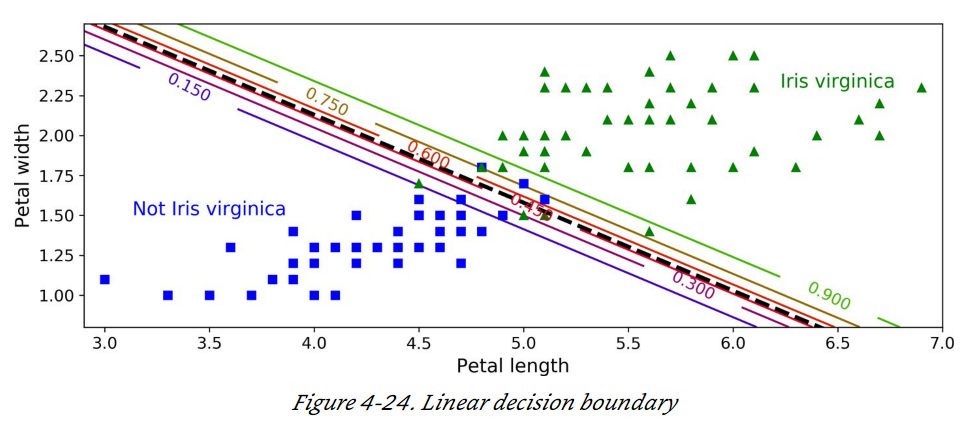 2.50
2.25
2.00
1.75
1.50
1.25
1.00
Petal width
0.150
0.750
0.600
0.450
0.300
0.900
Iris virginica
Not Iris virginica
3.0 3.5 4.0 4.5 5.0 5.5 6.0 6.5 7.0
Petal length
Figure 4-24. Linear decision boundary